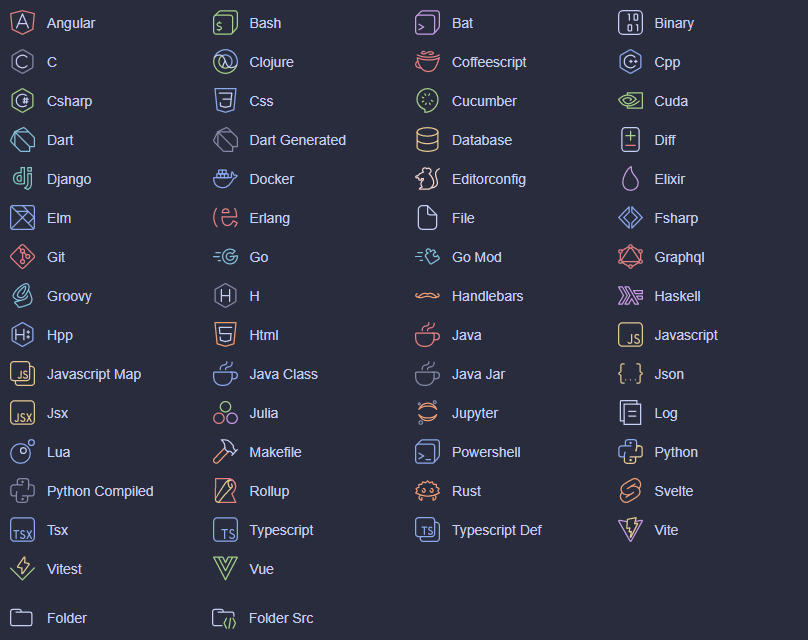 Angular Bash Bat Binary
C Clojure Coffeescript Cpp
Csharp Css Cucumber Cuda
Dart Dart Generated Database Diff
Django Docker Editorconfig Elixir
Elm Erlang File Fsharp
Git Go Go Mod Graphql
Groovy H Handlebars Haskell
Hpp Html Java Javascript
Javascript Map Java Class Java Jar Json
Jsx Julia Jupyter Log
Lua Makefile Powershell Python
Python Compiled Rollup Rust Svelte
Tsx Typescript Typescript Def Vite
Vitest Vue
Folder Folder Src